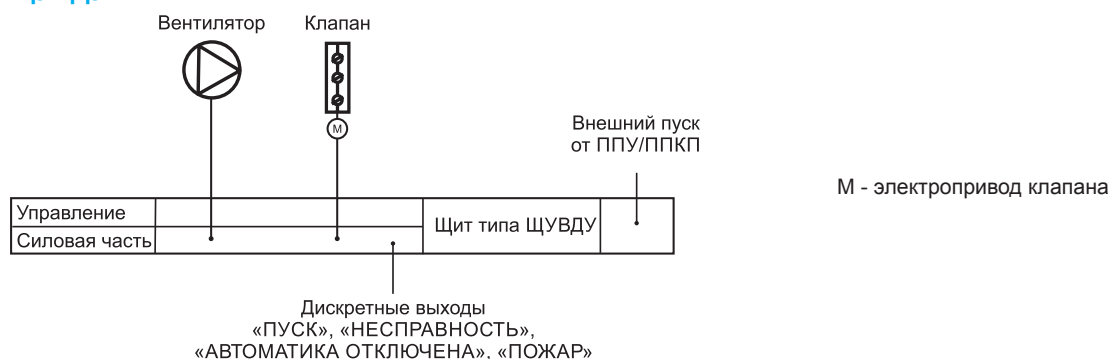 Вентилятор
Клапан
М
Внешний пуск
от ППУ/ППКП
М - электропривод клапана
Управление
Силовая часть
Щит типа ЩУВДУ
Дискретные выходы
«ПУСК», «НЕСПРАВНОСТЬ»,
«АВТОМАТИКА ОТКЛЮЧЕНА», «ПОЖАР»